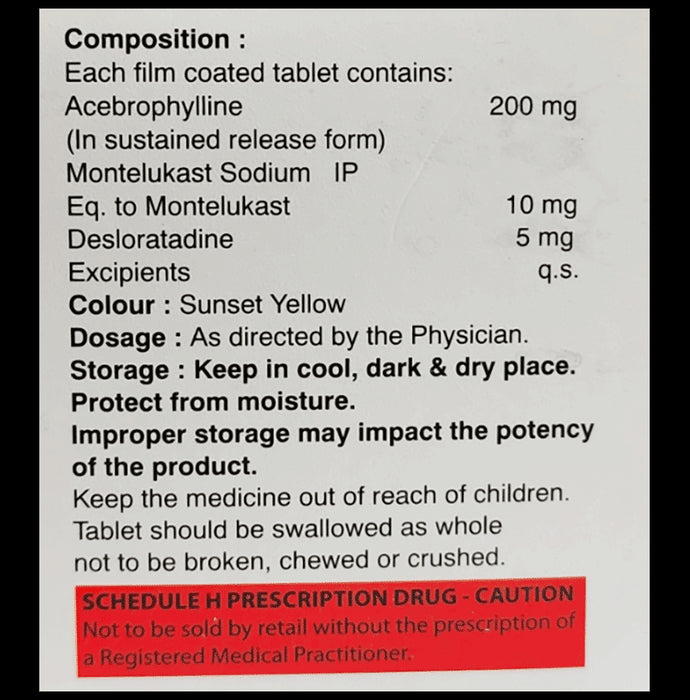 Composition :
Each film coated tablet contains:
Acebrophylline 200 mg
(In sustained release form)
Montelukast Sodium IP
Eq. to Montelukast 10 mg
Desloratadine 5 mg
Excipients q.s.
Colour : Sunset Yellow
Dosage : As directed by the Physician.
Storage : Keep in cool, dark & dry place.
Protect from moisture.
Improper storage may impact the potency
of the product.
Keep the medicine out of reach of children.
Tablet should be swallowed as whole
not to be broken, chewed or crushed.
SCHEDULE H PRESCRIPTION DRUG - CAUTION
Not to be sold by retail without the prescription of
a Registered Medical Practitioner.